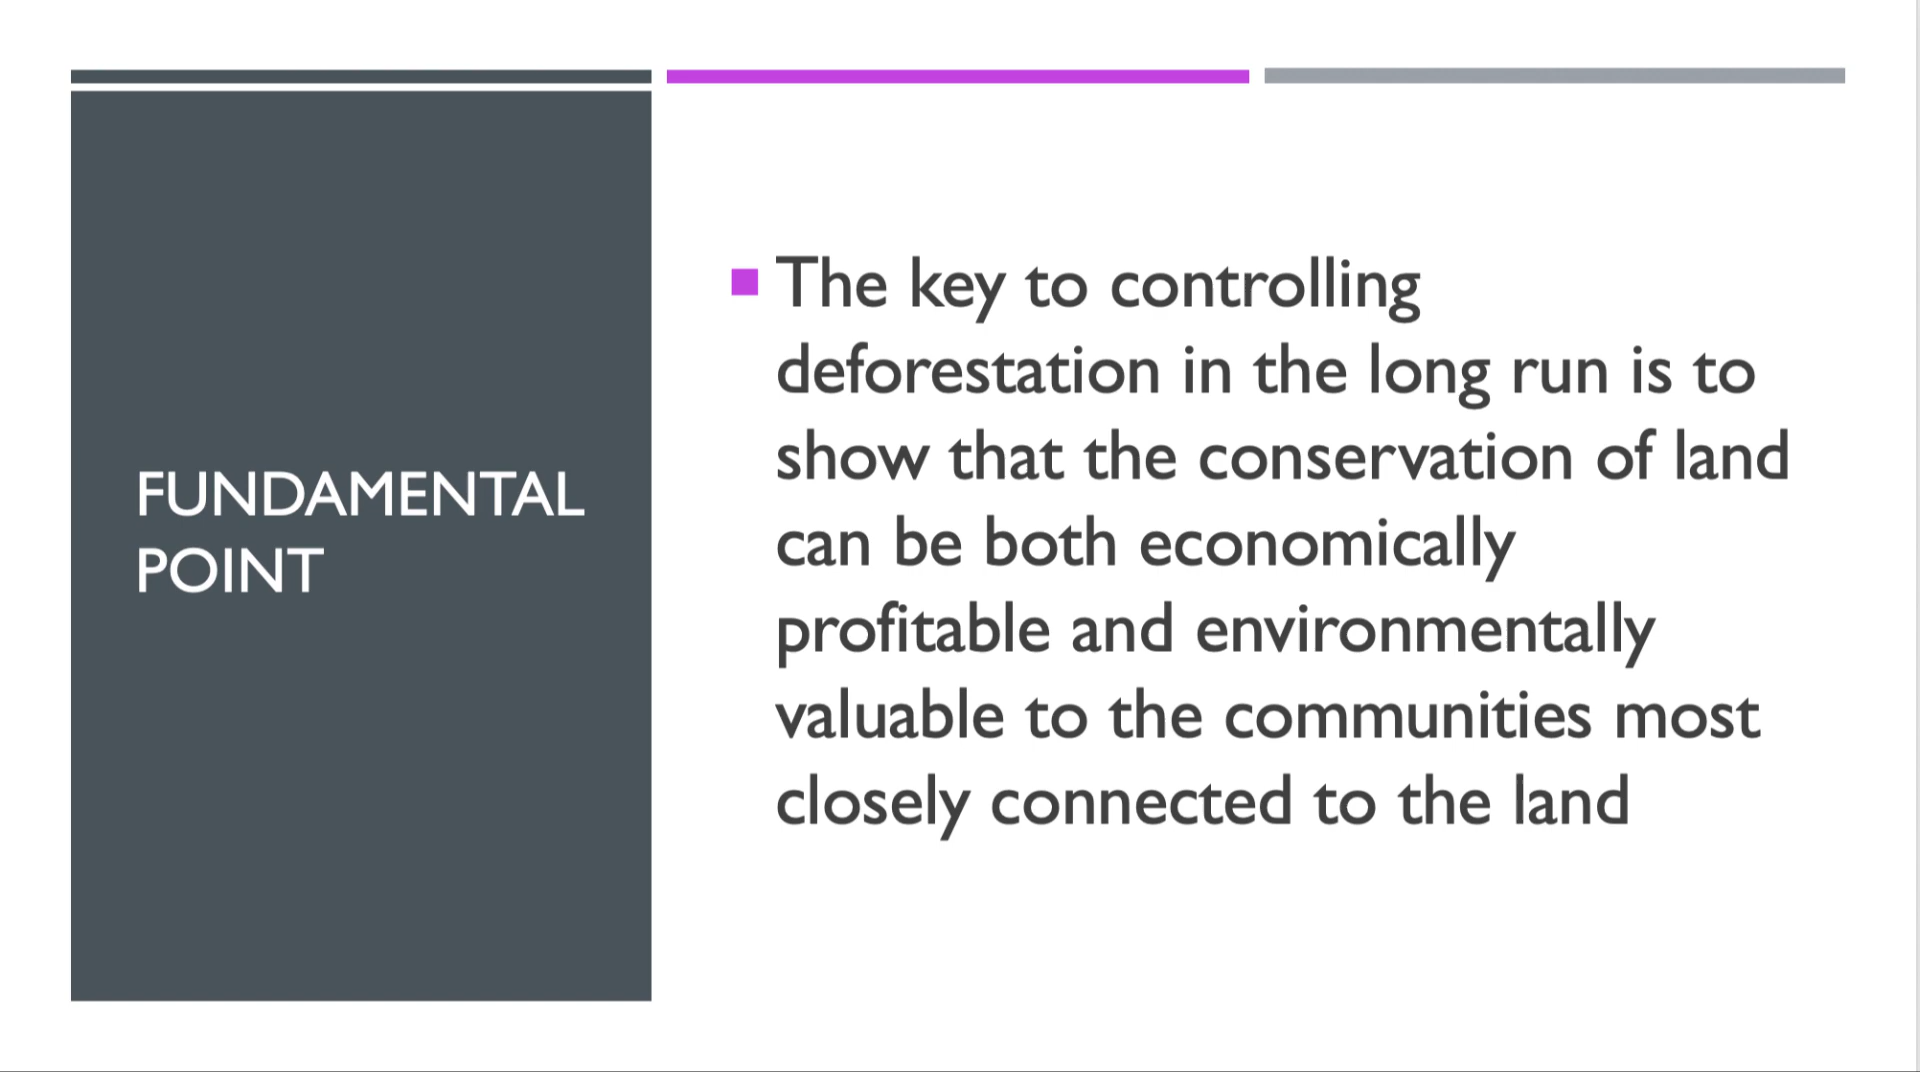 FUNDAMENTAL
POINT
The key to controlling
deforestation in the long run is to
show that the conservation of land
can be both economically
profitable and environmentally
valuable to the communities most
closely connected to the land